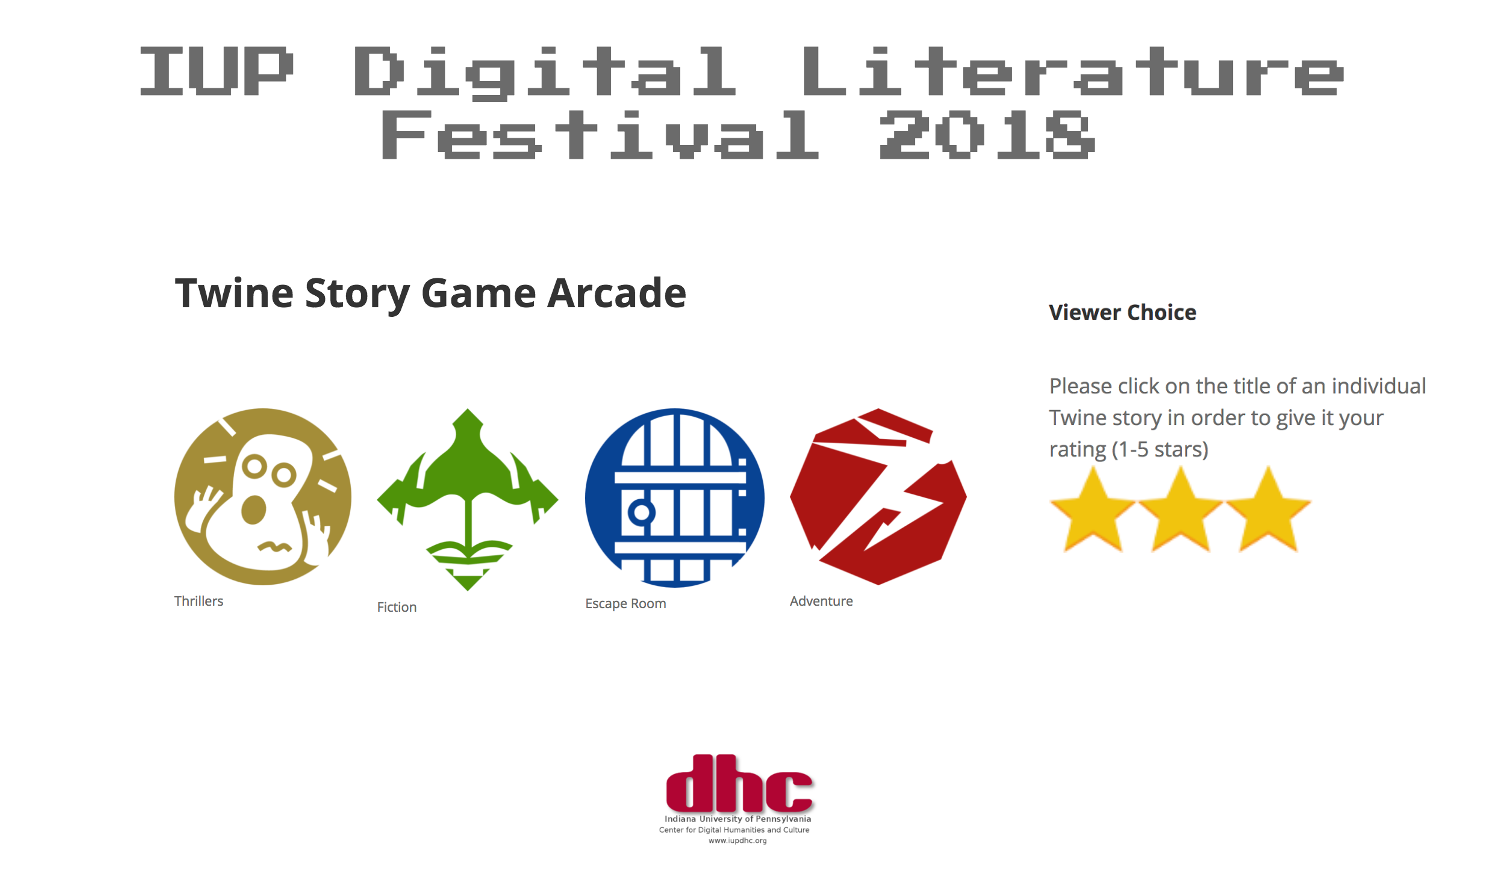 IUP Digital Literature
Festival 2018
Twine Story Game Arcade
Thrillers
Fiction
Escape Room
Adventure
Viewer Choice
Please click on the title of an individual
Twine story in order to give it your
rating (1-5 stars)
dhc
Indiana University of Pennsylvania
Center for Digital Humanities and Culture
www.iupdhc.org